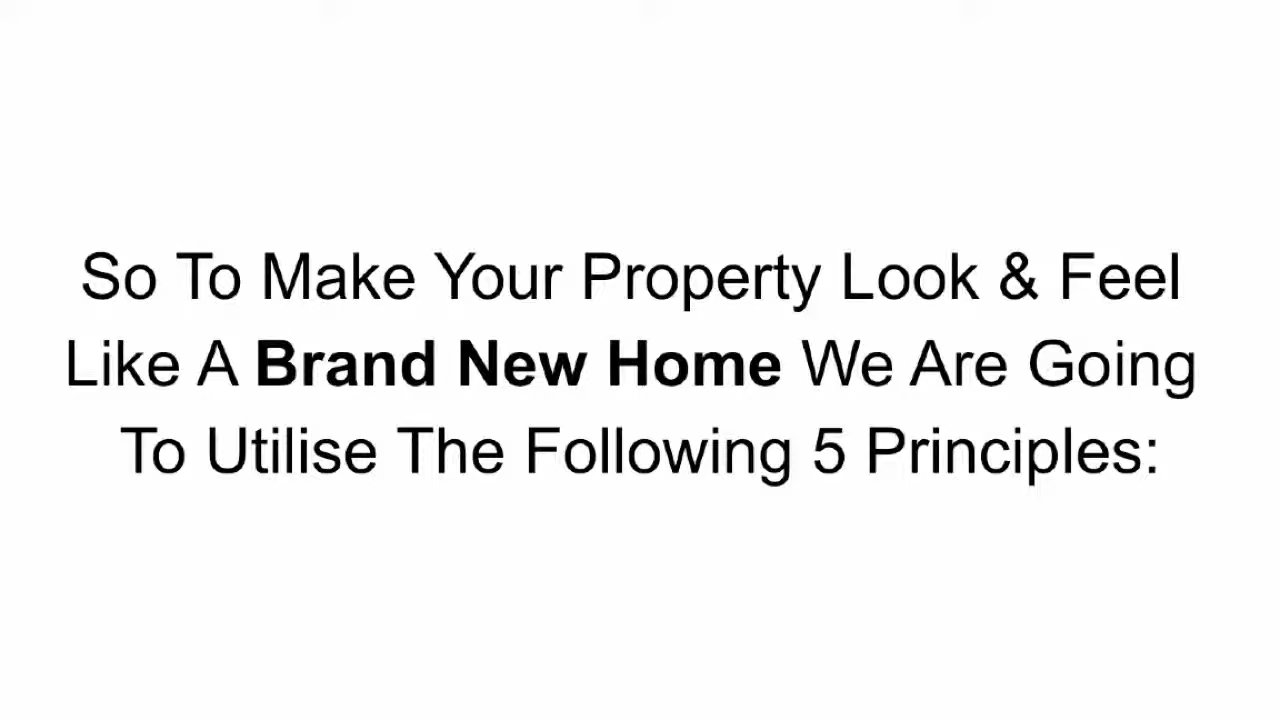 So To Make Your Property Look & Feel
Like A Brand New Home We Are Going
To Utilise The Following 5 Principles: